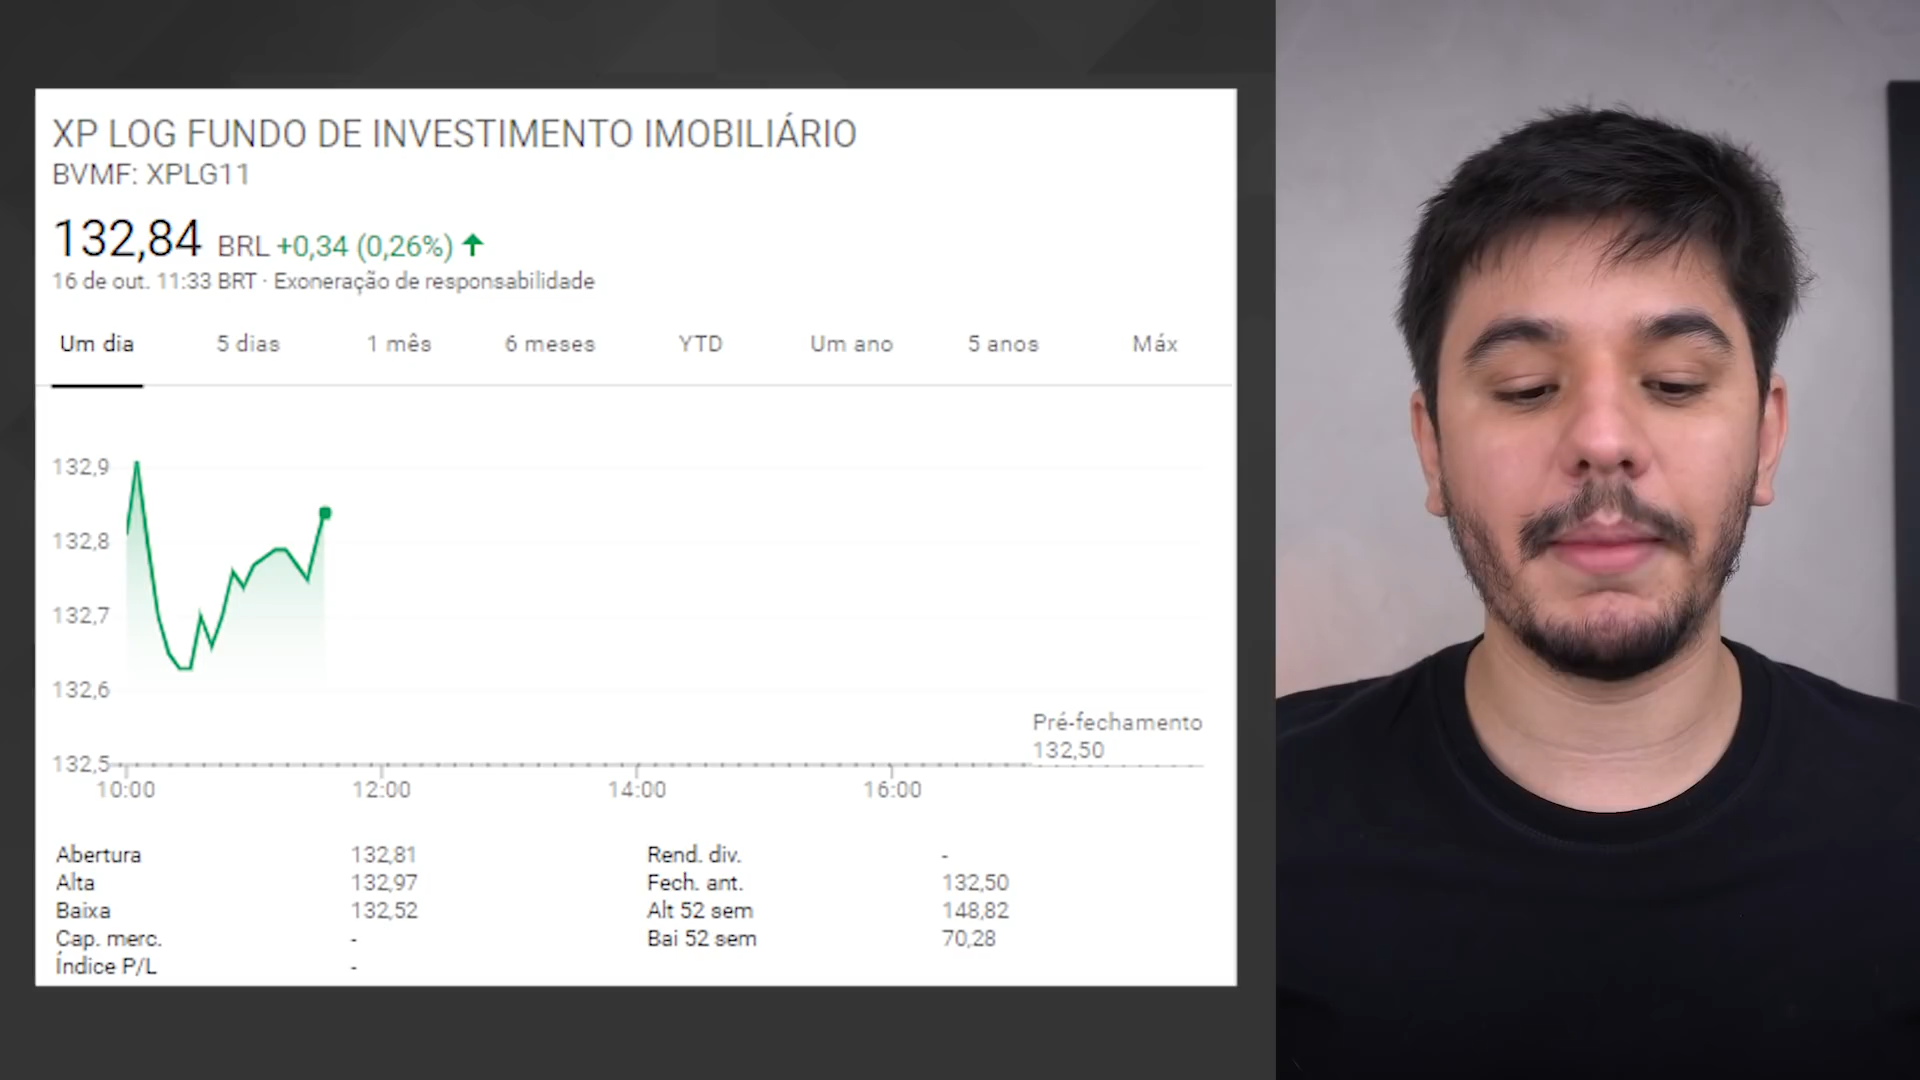 XP LOG FUNDO DE INVESTIMENTO IMOBILIÁRIO
BVMF: XPLG11
132,84 BRL +0,34 (0,26%)
16 de out. 11:33 BRT · Exoneração de responsabilidade
Um dia 5 dias 1 mês 6 meses YTD Um ano 5 anos Máx
132,9
132,8
132,7
132,6
132,5
Pré-fechamento
132,50
10:00 12:00 14:00 16:00
Abertura 132,81 Rend. div. -
Alta 132,97 Fech. ant. 132,50
Baixa 132,52 Alt 52 sem 148,82
Cap. merc. - Bai 52 sem 70,28
Índice P/L -